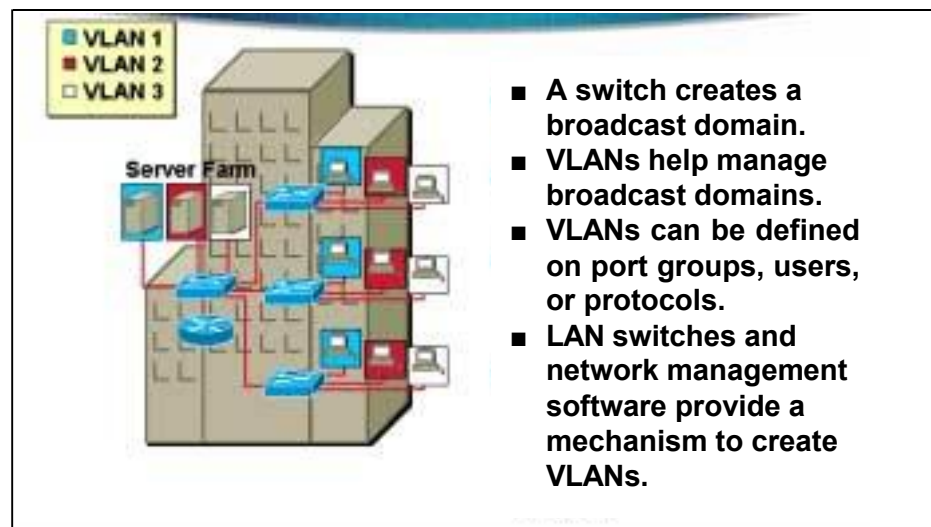 VLAN 1
VLAN 2
VLAN 3
Server Farm
■ A switch creates a
broadcast domain.
■ VLANs help manage
broadcast domains.
■ VLANs can be defined
on port groups, users,
or protocols.
■ LAN switches and
network management
software provide a
mechanism to create
VLANs.